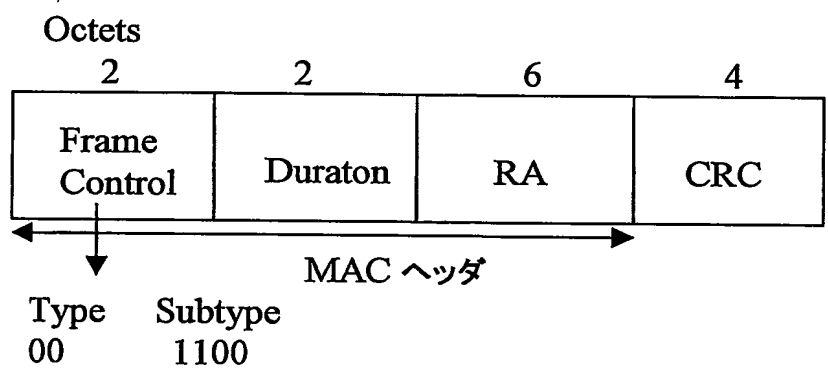 Octets
2 2 6 4
Frame Control Duraton RA CRC
MAC ヘッダ
Type Subtype
00 1100